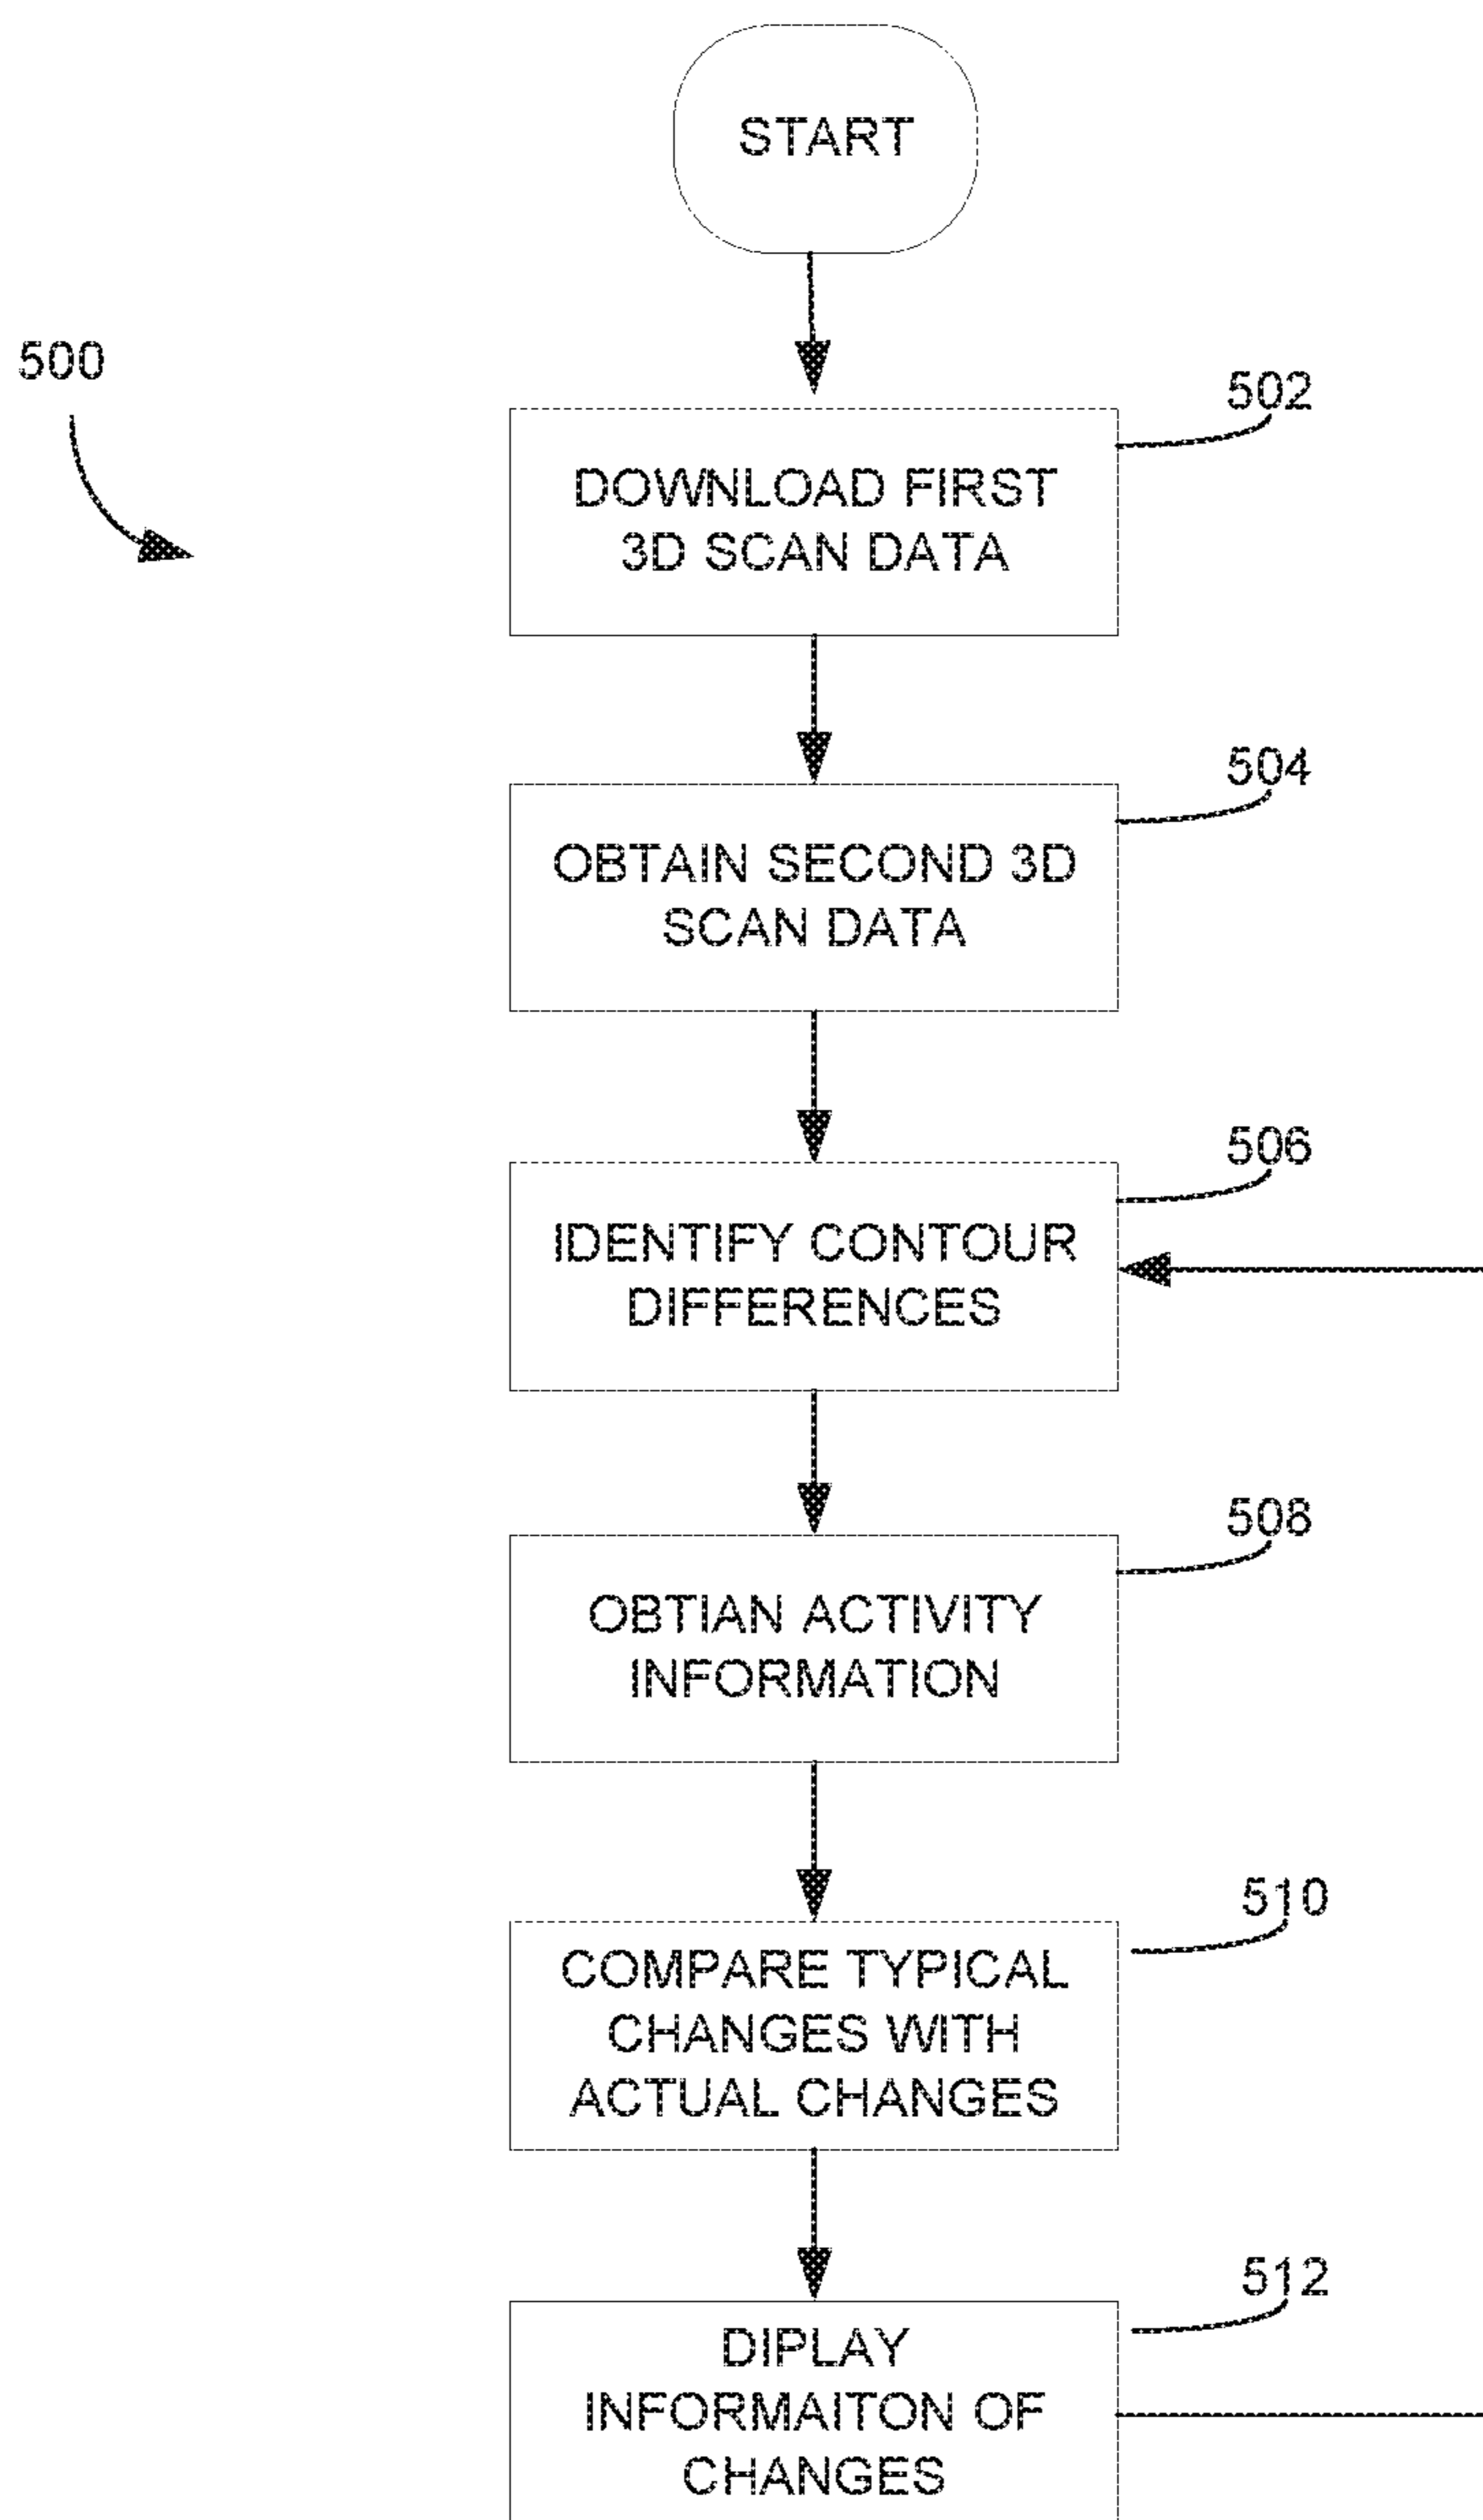 START
500
502
DOWNLOAD FIRST
3D SCAN DATA
504
OBTAIN SECOND 3D
SCAN DATA
506
IDENTIFY CONTOUR
DIFFERENCES
508
OBTIAN ACTIVITY
INFORMATION
510
COMPARE TYPICAL
CHANGES WITH
ACTUAL CHANGES
512
DIPLAY
INFORMAITON OF
CHANGES